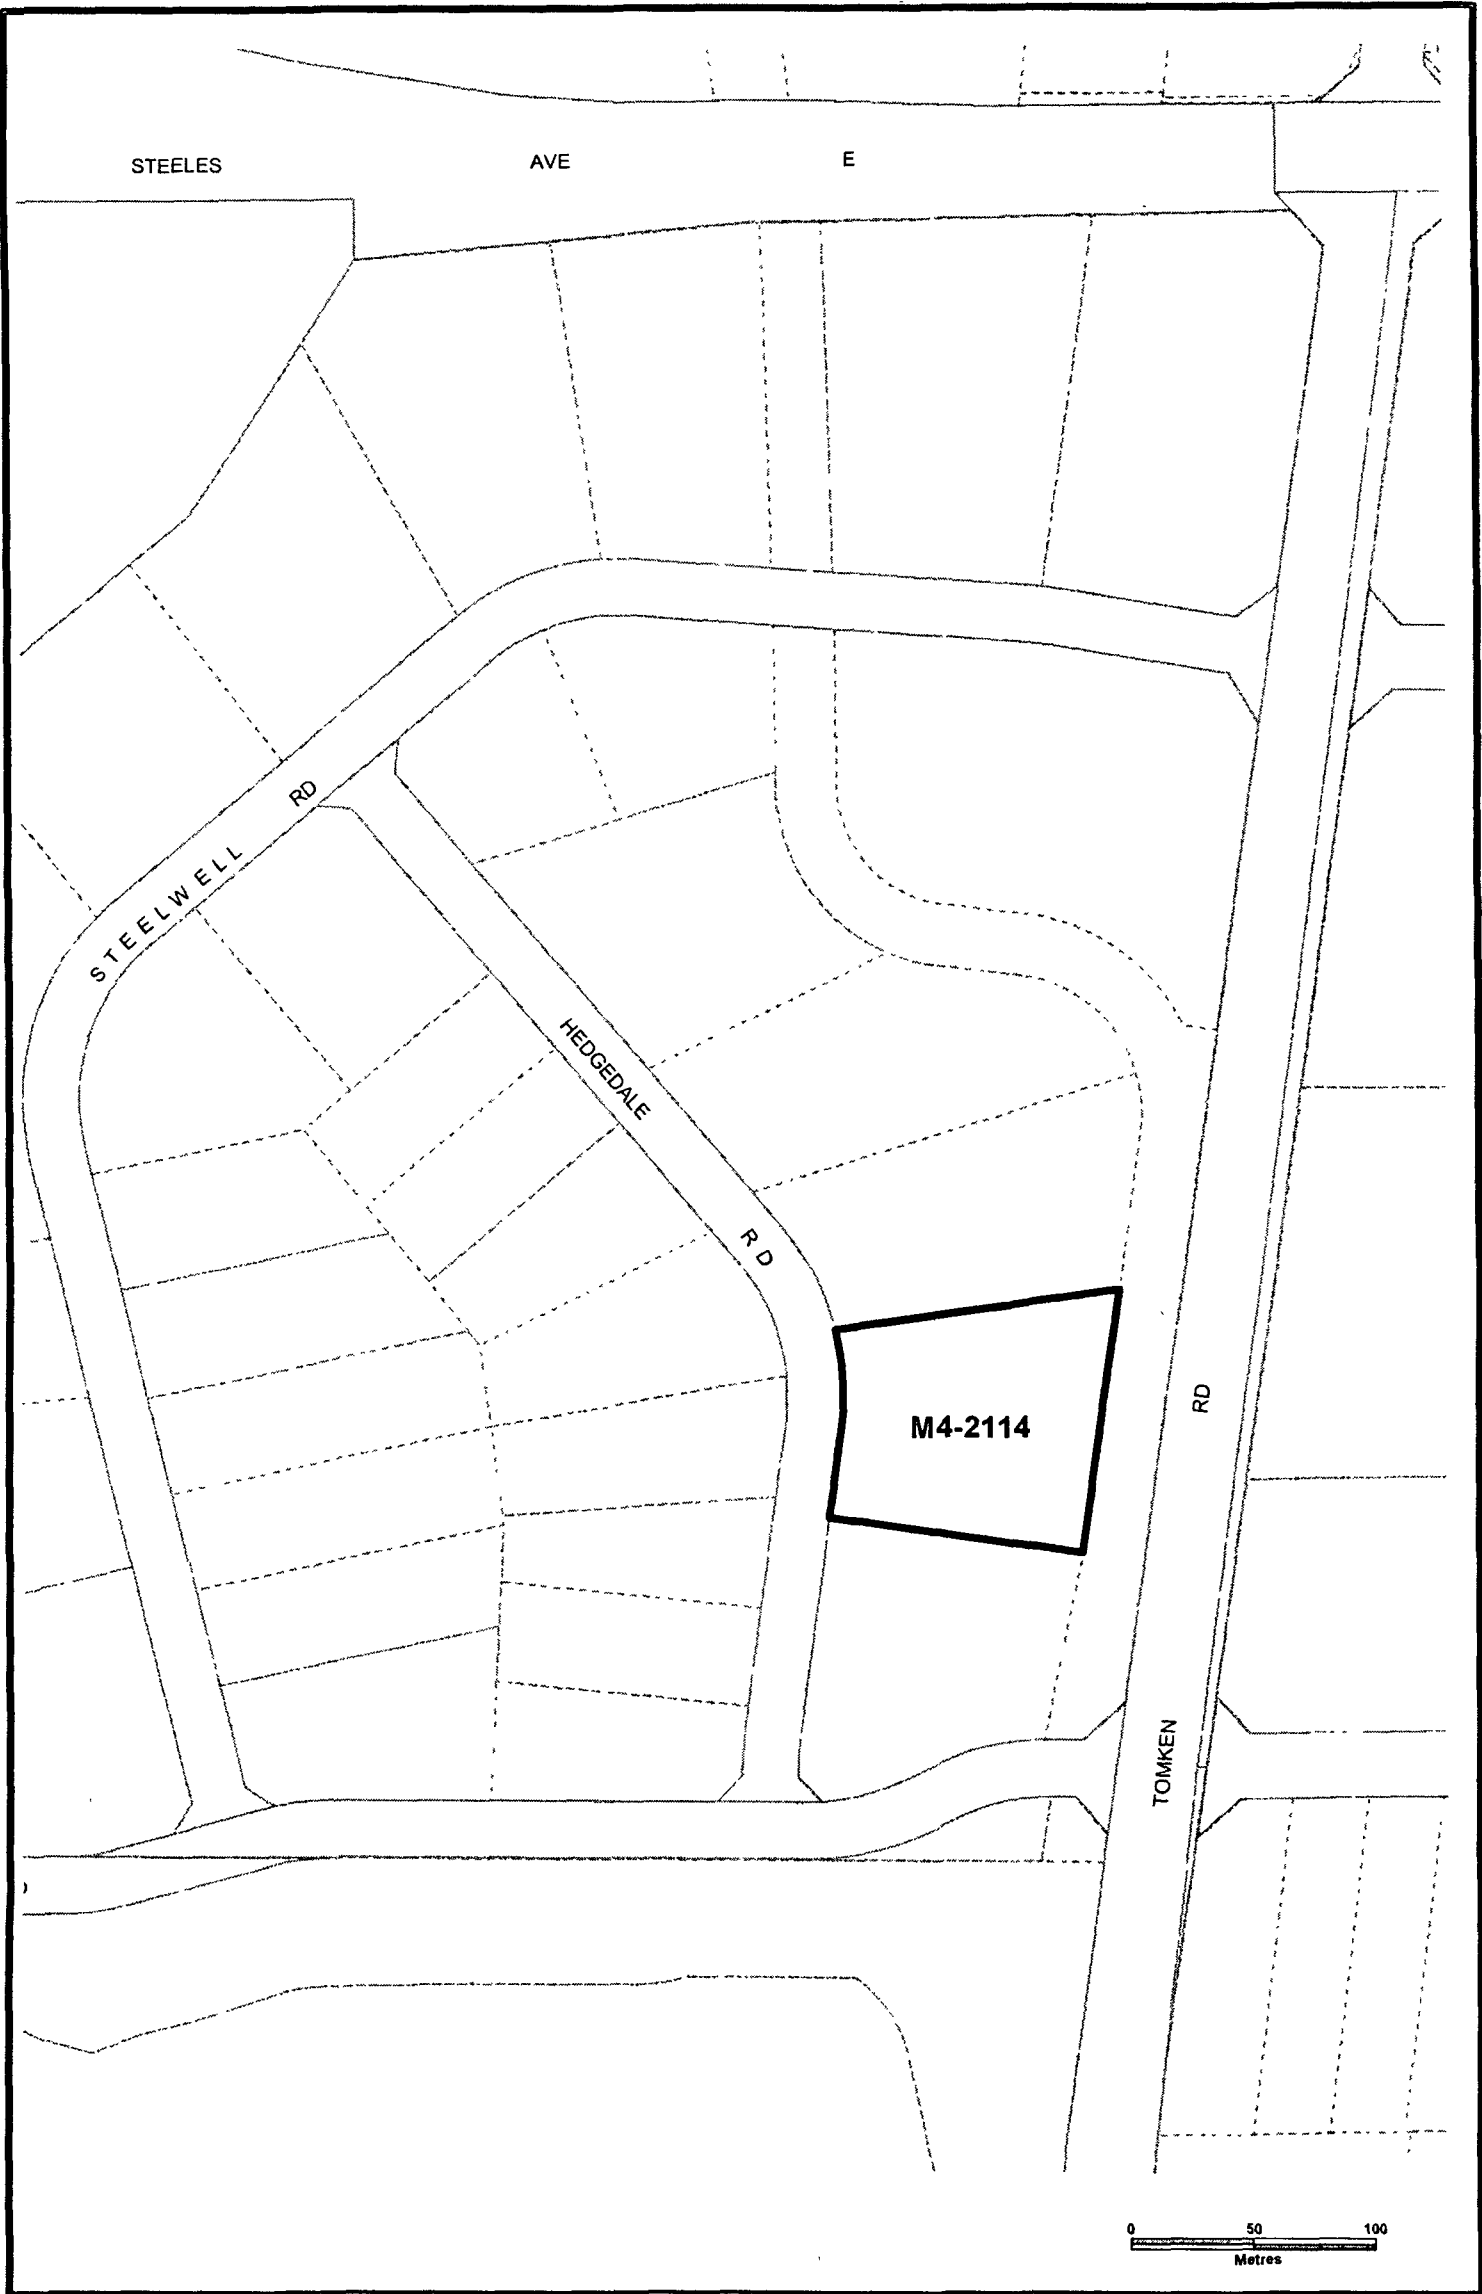 STEELES AVE E
STEELWELL RD
HEDGEDALE RD
M4-2114
TOMKEN RD
0 50 100
Metres